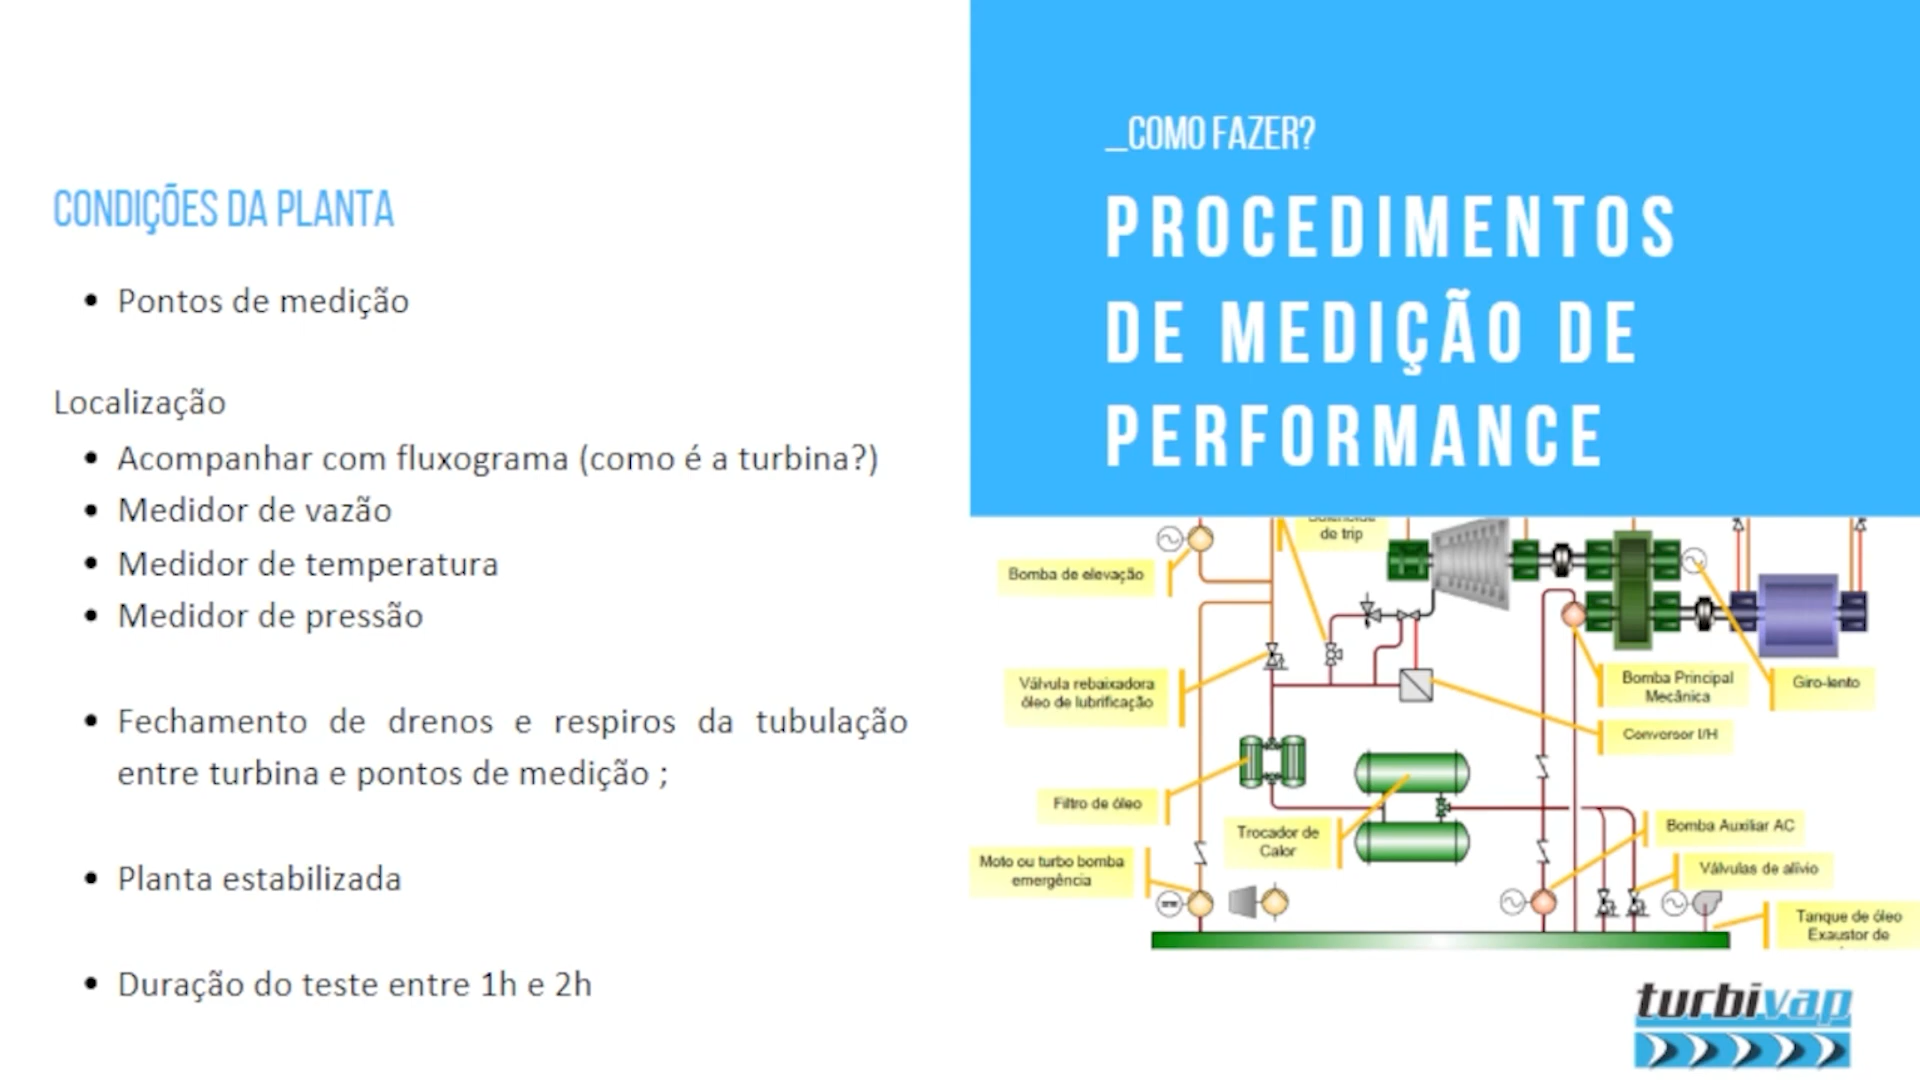 CONDIÇÕES DA PLANTA
• Pontos de medição
Localização
• Acompanhar com fluxograma (como é a turbina?)
• Medidor de vazão
• Medidor de temperatura
• Medidor de pressão
• Fechamento de drenos e respiros da tubulação
entre turbina e pontos de medição ;
• Planta estabilizada
• Duração do teste entre 1h e 2h
_COMO FAZER?
PROCEDIMENTOS
DE MEDIÇÃO DE
PERFORMANCE
de trip
Bomba de elevação
Válvula rebaixadora
óleo de lubrificação
Bomba Principal
Mecânica
Giro-lento
Conversor I/H
Filtro de óleo
Trocador de
Calor
Bomba Auxiliar AC
Moto ou turbo bomba
emergência
Válvulas de alívio
Tanque de óleo
Exaustor de
turbivap